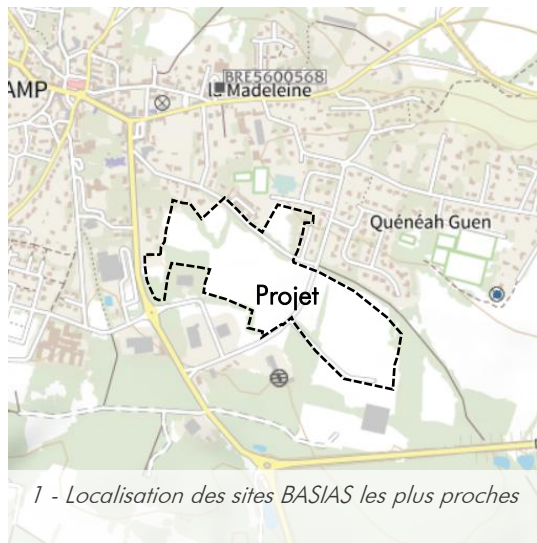 BRE5600568
AMP
la Madeleine
Quénéah Guen
Projet
1 - Localisation des sites BASIAS les plus proches